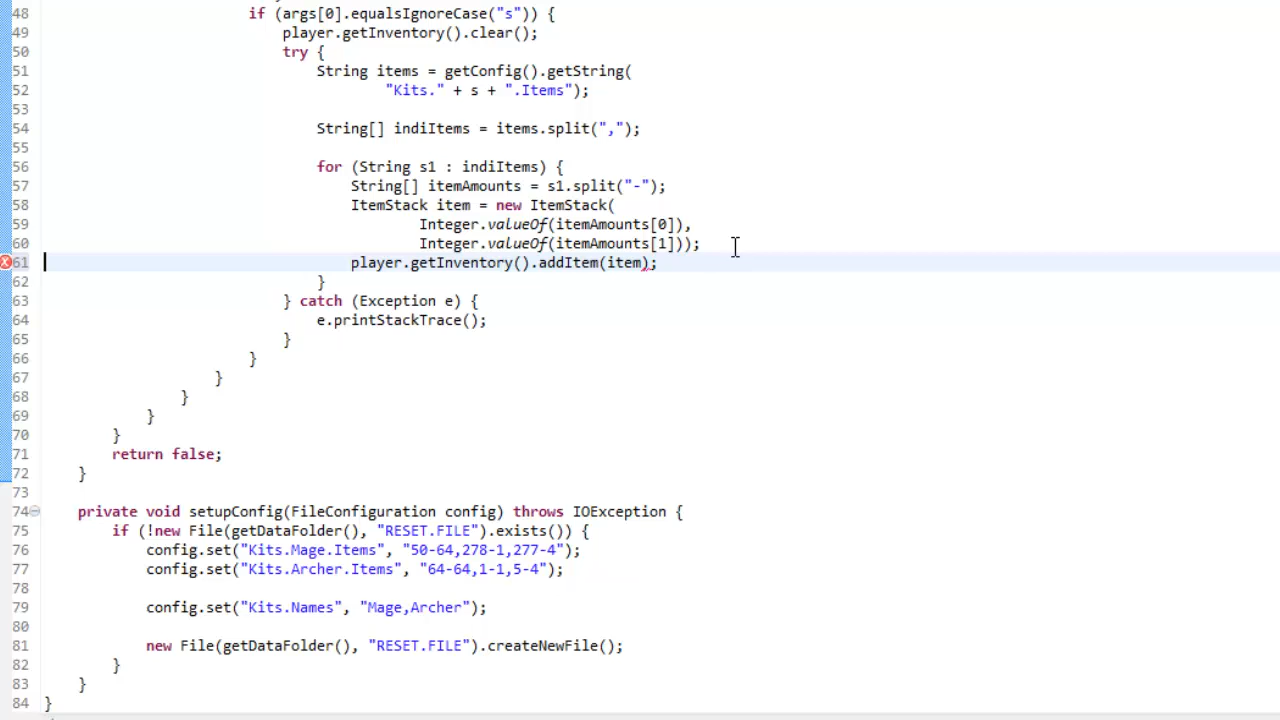 48 if (args[0].equalsIgnoreCase("s")) {
49 player.getInventory().clear();
50 try {
51 String items = getConfig().getString(
52 "Kits." + s + ".Items");
53
54 String[] indiItems = items.split(",");
55
56 for (String s1 : indiItems) {
57 String[] itemAmounts = s1.split("-");
58 ItemStack item = new ItemStack(
59 Integer.valueOf(itemAmounts[0]),
60 Integer.valueOf(itemAmounts[1]));
61 player.getInventory().addItem(item);
62 }
63 } catch (Exception e) {
64 e.printStackTrace();
65 }
66 }
67 }
68 }
69 }
70 }
71 return false;
72 }
73
74 private void setupConfig(FileConfiguration config) throws IOException {
75 if (!new File(getDataFolder(), "RESET.FILE").exists()) {
76 config.set("Kits.Mage.Items", "50-64,278-1,277-4");
77 config.set("Kits.Archer.Items", "64-64,1-1,5-4");
78
79 config.set("Kits.Names", "Mage,Archer");
80
81 new File(getDataFolder(), "RESET.FILE").createNewFile();
82 }
83 }
84 }